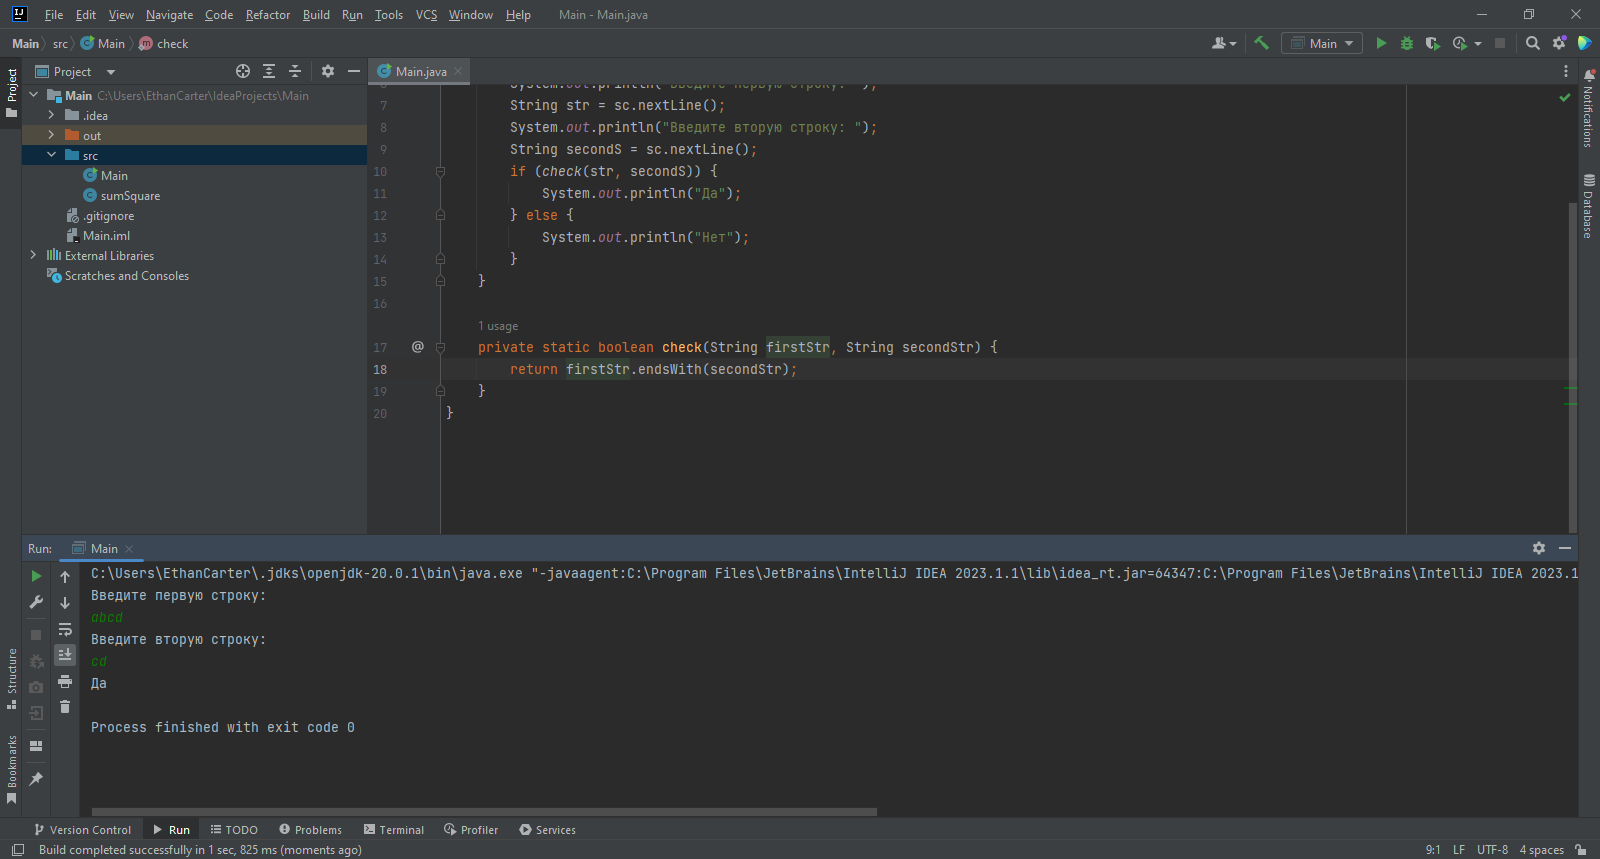 File Edit View Navigate Code Refactor Build Run Tools VCS Window Help Main - Main.java
Main src Main check Main
Project Main.java
Project
Main C:\Users\EthanCarter\IdeaProjects\Main
.idea
out
src
Main
sumSquare
.gitignore
Main.iml
External Libraries
Scratches and Consoles
6 System.out.println("Введите первую строку: ");
7 String str = sc.nextLine();
8 System.out.println("Введите вторую строку: ");
9 String secondS = sc.nextLine();
10 if (check(str, secondS)) {
11 System.out.println("Да");
12 } else {
13 System.out.println("Нет");
14 }
15 }
16
1 usage
17 @ private static boolean check(String firstStr, String secondStr) {
18 return firstStr.endsWith(secondStr);
19 }
20 }
Notifications
Database
Run: Main
C:\Users\EthanCarter\.jdks\openjdk-20.0.1\bin\java.exe "-javaagent:C:\Program Files\JetBrains\IntelliJ IDEA 2023.1.1\lib\idea_rt.jar=64347:C:\Program Files\JetBrains\IntelliJ IDEA 2023.1
Введите первую строку:
abcd
Введите вторую строку:
cd
Да
Process finished with exit code 0
Structure
Bookmarks
Version Control Run TODO Problems Terminal Profiler Services
Build completed successfully in 1 sec, 825 ms (moments ago) 9:1 LF UTF-8 4 spaces